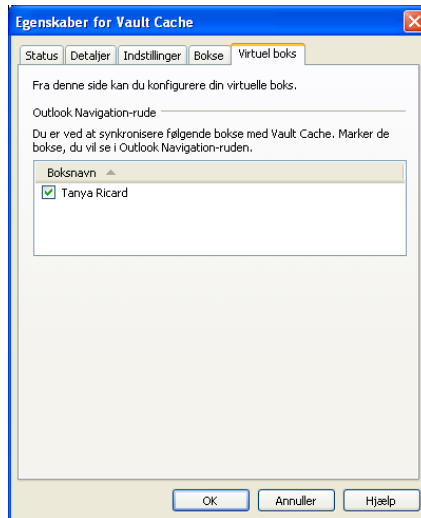 Egenskaber for Vault Cache
Status Detaljer Indstillinger Bokse Virtuel boks
Fra denne side kan du konfigurere din virtuelle boks.
Outlook Navigation-rude
Du er ved at synkronisere følgende bokse med Vault Cache. Marker de
bokse, du vil se i Outlook Navigation-ruden.
Boksnavn
Tanya Ricard
OK Annuller Hjælp